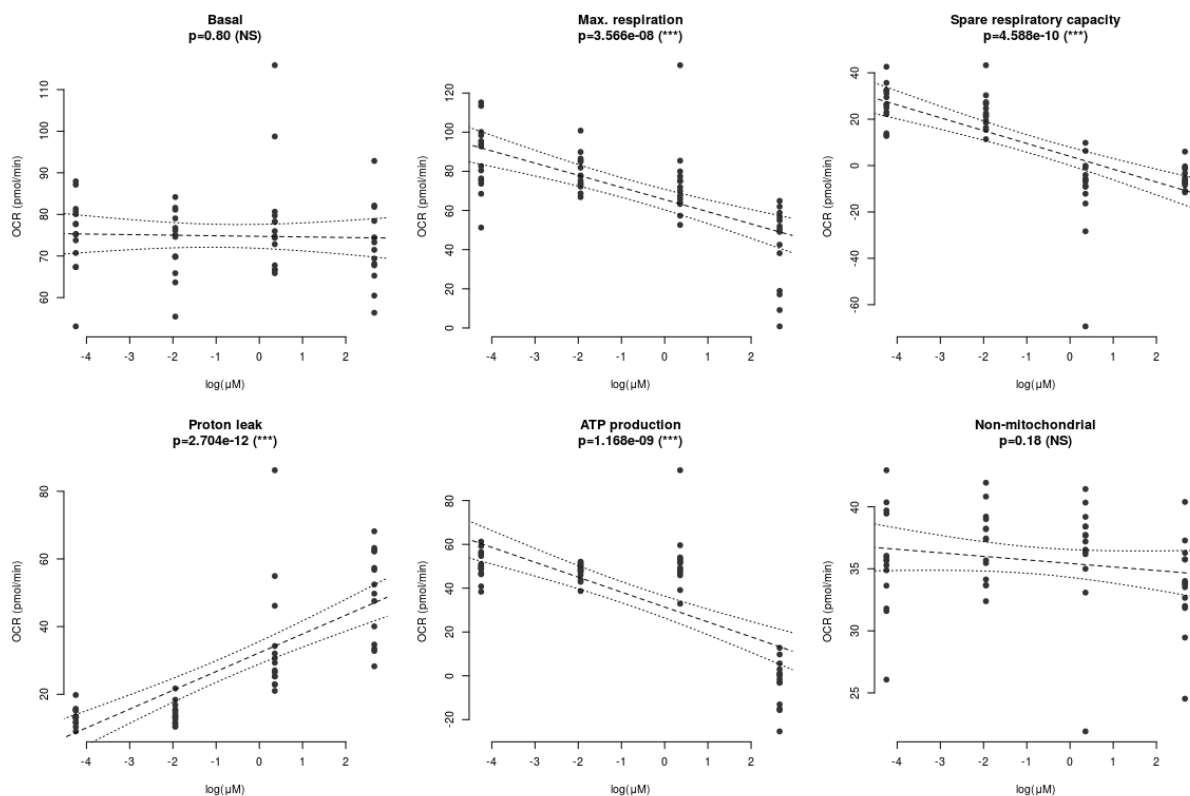 Basal
p=0.80 (NS)
OCR (pmol/min)
110
100
90
80
70
60
-4 -3 -2 -1 0 1 2
log(µM)
Max. respiration
p=3.566e-08 (***)
OCR (pmol/min)
120
100
80
60
40
20
0
-4 -3 -2 -1 0 1 2
log(µM)
Spare respiratory capacity
p=4.588e-10 (***)
OCR (pmol/min)
40
20
0
-20
-40
-60
-4 -3 -2 -1 0 1 2
log(µM)
Proton leak
p=2.704e-12 (***)
OCR (pmol/min)
80
60
40
20
-4 -3 -2 -1 0 1 2
log(µM)
ATP production
p=1.168e-09 (***)
OCR (pmol/min)
80
60
40
20
0
-20
-4 -3 -2 -1 0 1 2
log(µM)
Non-mitochondrial
p=0.18 (NS)
OCR (pmol/min)
40
35
30
25
-4 -3 -2 -1 0 1 2
log(µM)